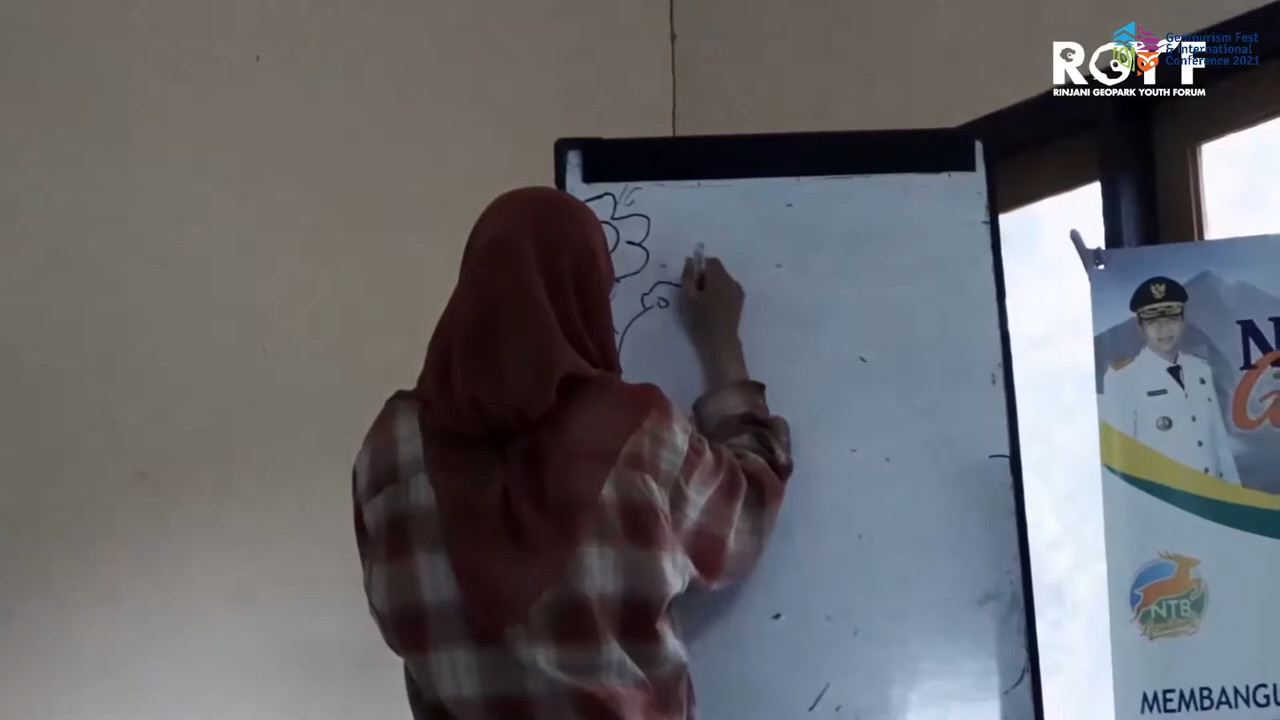 RGYF
RINJANI GEOPARK YOUTH FORUM
Geotourism Fest
& International
Conference 2021
NTB
MEMBANGU